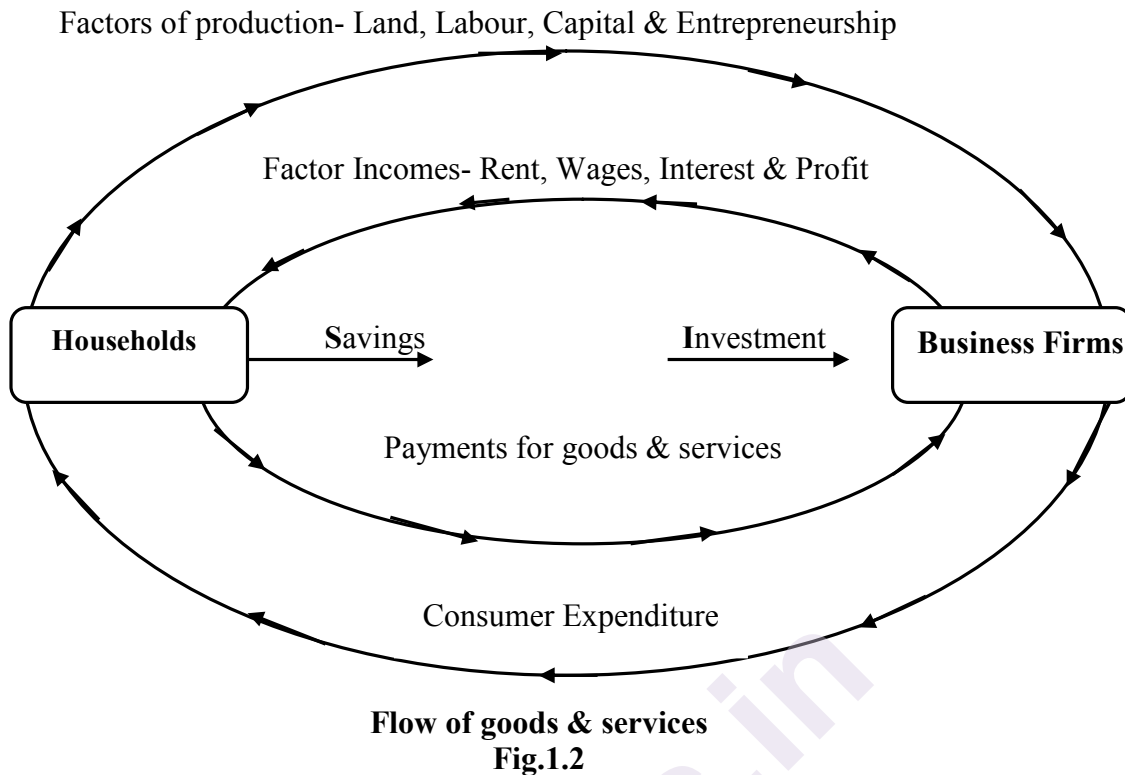 Factors of production- Land, Labour, Capital & Entrepreneurship
Factor Incomes- Rent, Wages, Interest & Profit
Households
Savings
Investment
Business Firms
Payments for goods & services
Consumer Expenditure
Flow of goods & services
Fig.1.2
in